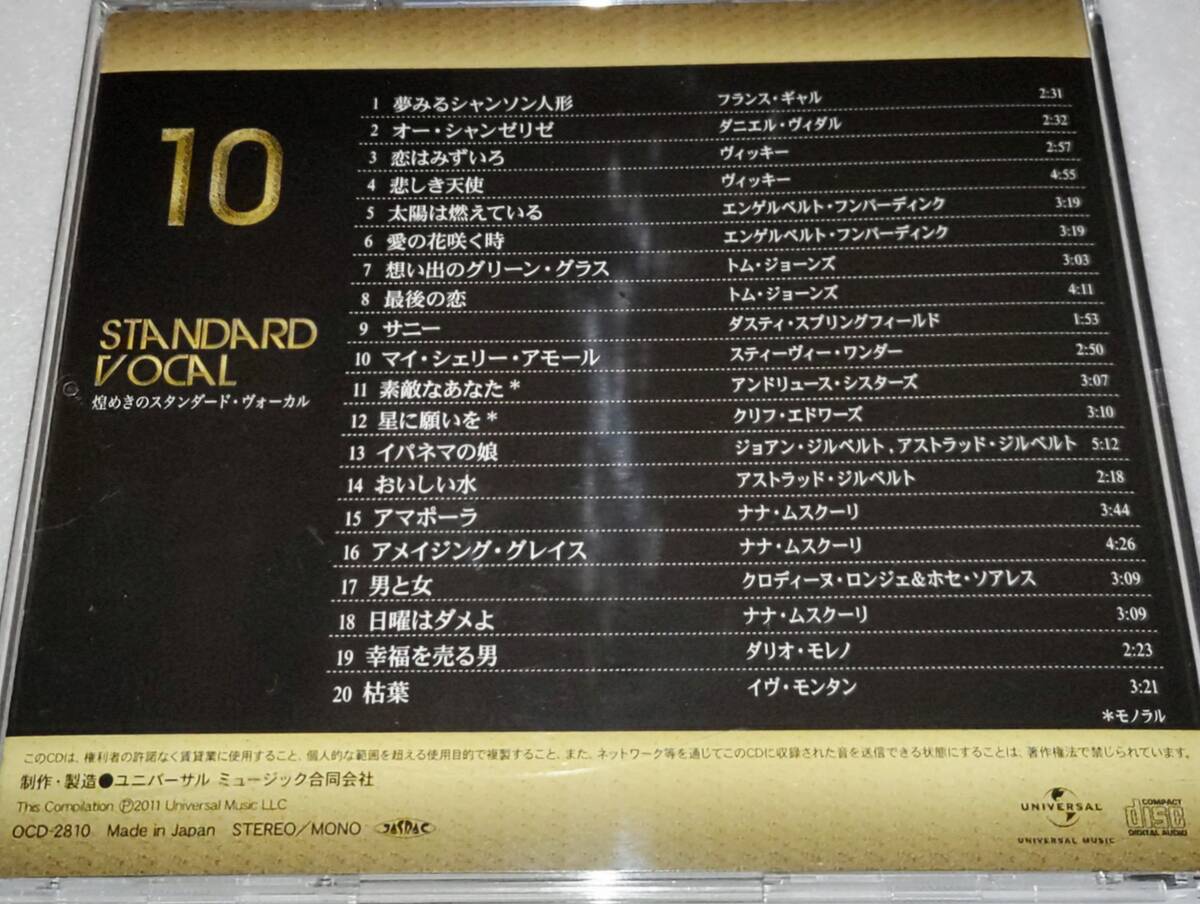 10
STANDARD
VOCAL
煌めきのスタンダード・ヴォーカル
1 夢みるシャンソン人形 フランス・ギャル 2:31
2 オー・シャンゼリゼ ダニエル・ヴィダル 2:32
3 恋はみずいろ ヴィッキー 2:57
4 悲しき天使 ヴィッキー 4:55
5 太陽は燃えている エンゲルベルト・フンパーディンク 3:19
6 愛の花咲く時 エンゲルベルト・フンパーディンク 3:19
7 想い出のグリーン・グラス トム・ジョーンズ 3:03
8 最後の恋 トム・ジョーンズ 4:11
9 サニー ダスティ・スプリングフィールド 1:53
10 マイ・シェリー・アモール スティーヴィー・ワンダー 2:50
11 素敵なあなた* アンドリュース・シスターズ 3:07
12 星に願いを* クリフ・エドワーズ 3:10
13 イパネマの娘 ジョアン・ジルベルト,アストラッド・ジルベルト 5:12
14 おいしい水 アストラッド・ジルベルト 2:18
15 アマポーラ ナナ・ムスクーリ 3:44
16 アメイジング・グレイス ナナ・ムスクーリ 4:26
17 男と女 クロディーヌ・ロンジェ&ホセ・ソアレス 3:09
18 日曜はダメよ ナナ・ムスクーリ 3:09
19 幸福を売る男 ダリオ・モレノ 2:23
20 枯葉 イヴ・モンタン 3:21
*モノラル
このCDは、権利者の許諾なく賃貸業に使用すること、個人的な範囲を超える使用目的で複製すること、また、ネットワーク等を通じてこのCDに収録された音を送信できる状態にすることは、著作権法で禁じられています。
制作・製造●ユニバーサル ミュージック合同会社
This Compilation ℗2011 Universal Music LLC
OCD-2810 Made in Japan STEREO/MONO JASRAC
UNIVERSAL
UNIVERSAL MUSIC
COMPACT
disc
DIGITAL AUDIO